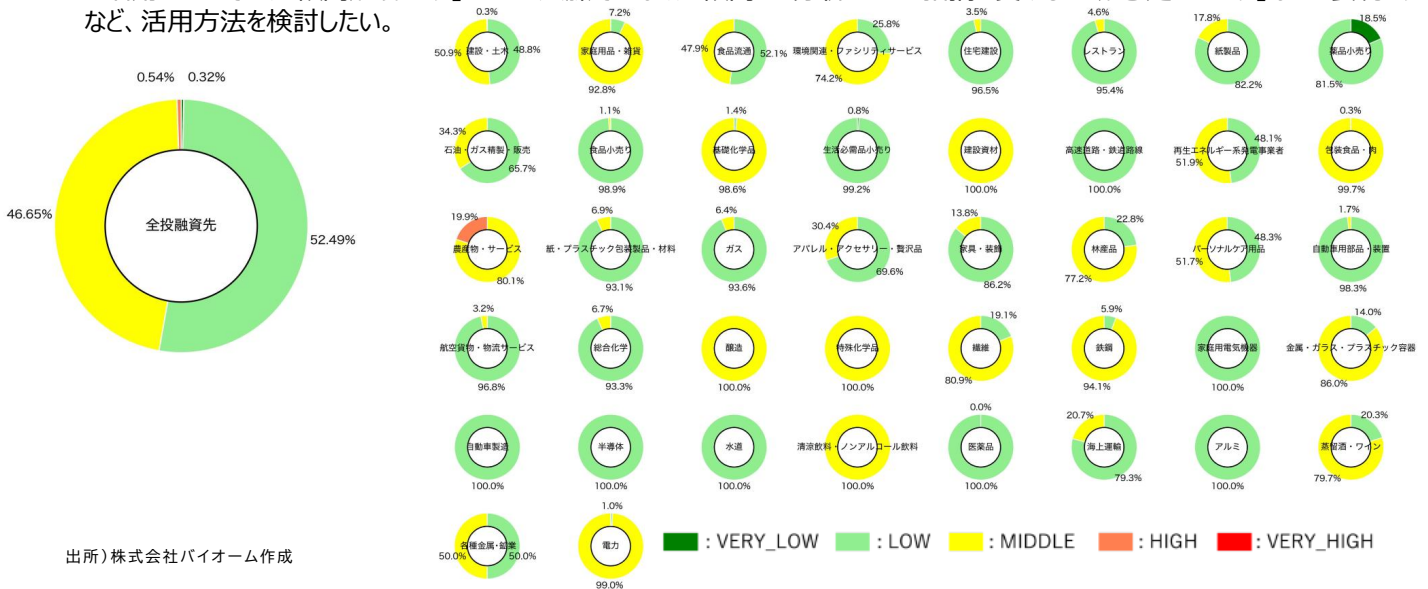 など、活用方法を検討したい。
0.54%
0.32%
46.65%
全投融資先
52.49%
0.3%
50.9%
建設・土木
48.8%
7.2%
家庭用品・雑貨
92.8%
47.9%
食品流通
52.1%
25.8%
環境関連・ファシリティサービス
74.2%
3.5%
住宅建設
96.5%
4.6%
レストラン
95.4%
17.8%
紙製品
82.2%
18.5%
薬品小売り
81.5%
34.3%
石油・ガス精製・販売
65.7%
1.1%
食品小売り
98.9%
1.4%
基礎化学品
98.6%
0.8%
生活必需品小売り
99.2%
建設資材
100.0%
高速道路・鉄道路線
100.0%
48.1%
再生エネルギー系発電事業者
51.9%
0.3%
包装食品・肉
99.7%
19.9%
農産物・サービス
80.1%
6.9%
紙・プラスチック包装製品・材料
93.1%
6.4%
ガス
93.6%
30.4%
アパレル・アクセサリー・贅沢品
69.6%
13.8%
家具・装飾
86.2%
22.8%
林産品
77.2%
48.3%
パーソナルケア用品
51.7%
1.7%
自動車用部品・装置
98.3%
3.2%
航空貨物・物流サービス
96.8%
6.7%
総合化学
93.3%
醸造
100.0%
特殊化学品
100.0%
19.1%
繊維
80.9%
5.9%
鉄鋼
94.1%
家庭用電気機器
100.0%
14.0%
金属・ガラス・プラスチック容器
86.0%
自動車製造
100.0%
半導体
100.0%
水道
100.0%
清涼飲料・ノンアルコール飲料
100.0%
0.0%
医薬品
100.0%
20.7%
海上運輸
79.3%
アルミ
100.0%
20.3%
蒸留酒・ワイン
79.7%
各種金属・鉱業
50.0%
50.0%
1.0%
電力
99.0%
: VERY_LOW
: LOW
: MIDDLE
: HIGH
: VERY_HIGH
出所）株式会社バイオーム作成